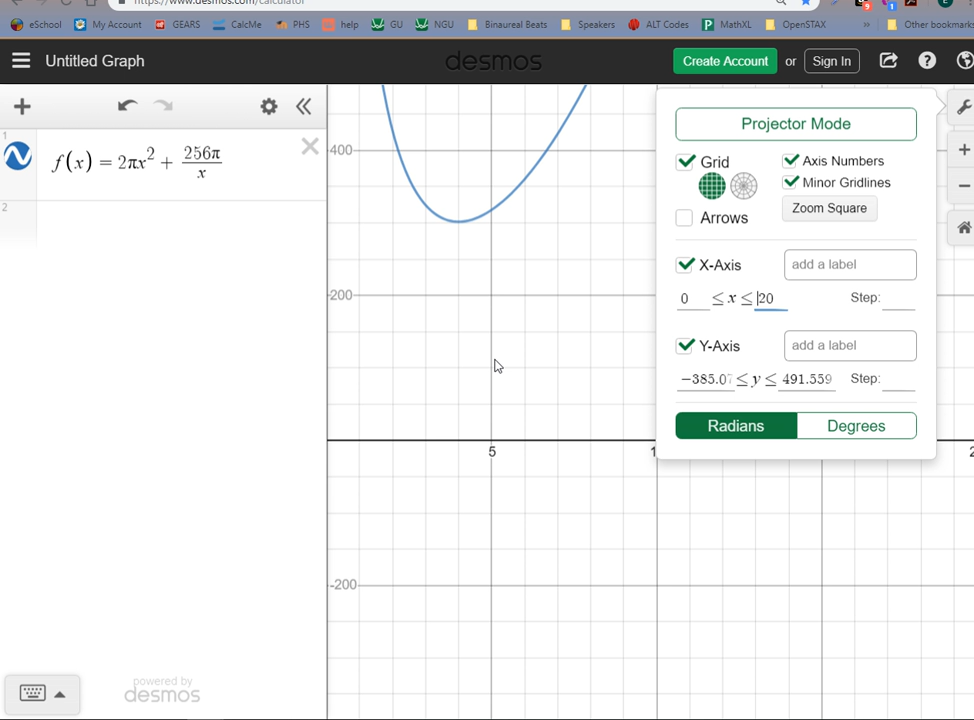 https://www.desmos.com/calculator
eSchool My Account GEARS CalcMe PHS help GU NGU Binaureal Beats Speakers ALT Codes MathXL OpenSTAX » Other bookmarks
Untitled Graph desmos Create Account or Sign In
1
f(x) = 2πx² + 256π/x
2
400
200
-200
5
Projector Mode
Grid
Axis Numbers
Minor Gridlines
Arrows
Zoom Square
X-Axis add a label
0 ≤ x ≤ 20 Step:
Y-Axis add a label
−385.07 ≤ y ≤ 491.559 Step:
Radians Degrees
powered by
desmos